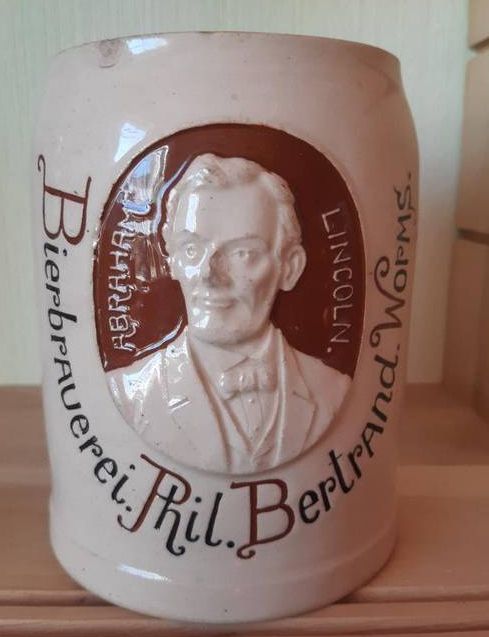 ABRAHAM
LINCOLN.
Bierbrauerei. Phil. Bertrand. Worms.